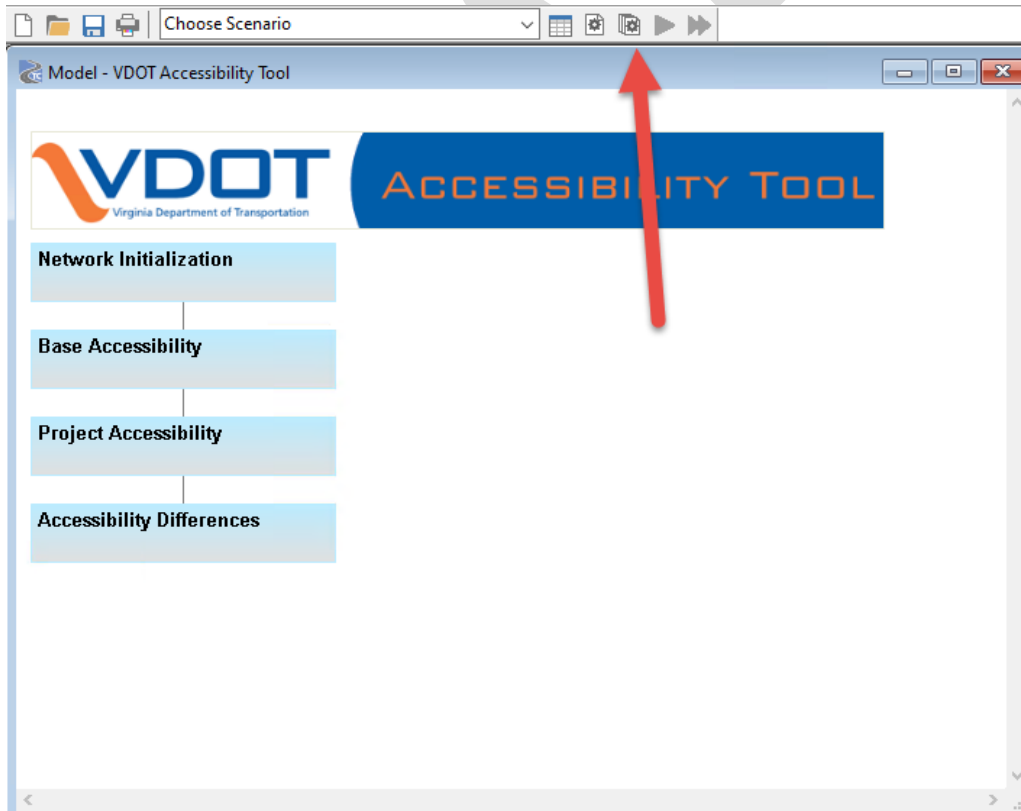 Choose Scenario
Model - VDOT Accessibility Tool
VDOT
Virginia Department of Transportation
ACCESSIBILITY TOOL
Network Initialization
Base Accessibility
Project Accessibility
Accessibility Differences